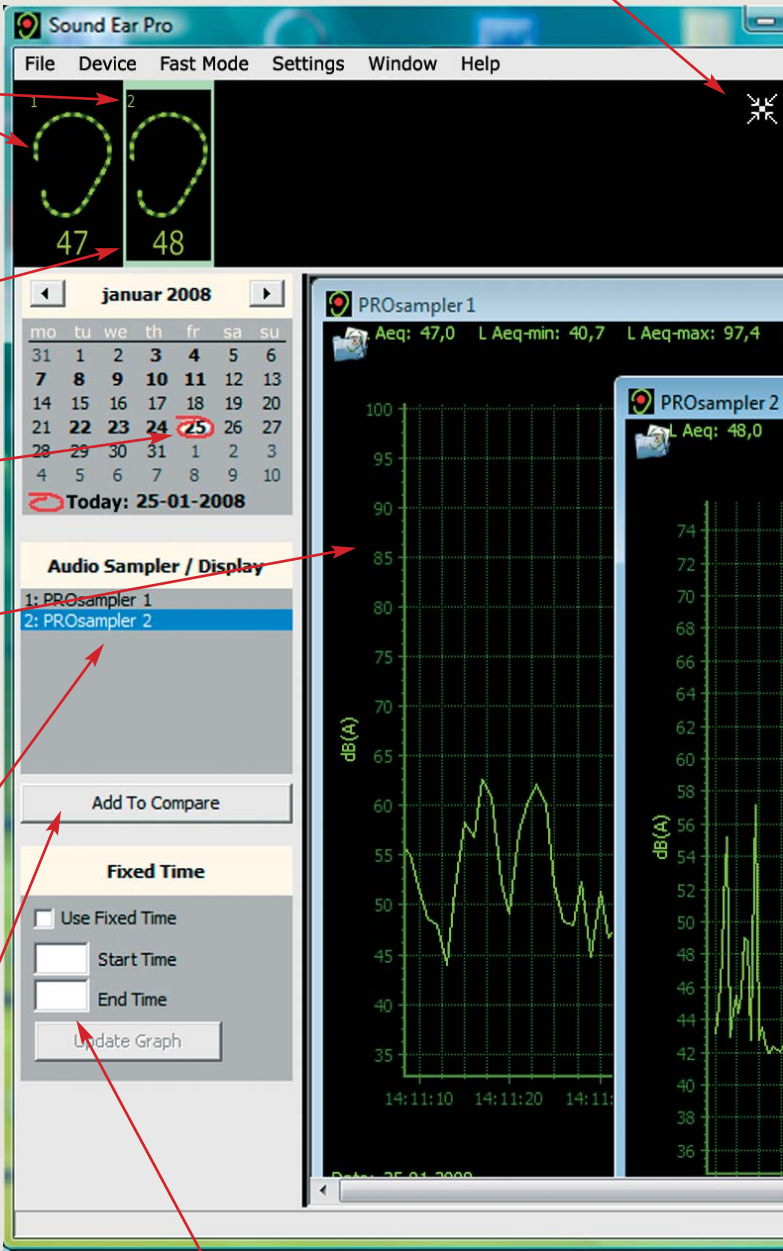 Sound Ear Pro
File Device Fast Mode Settings Window Help
1 2
47 48
januar 2008
mo tu we th fr sa su
31 1 2 3 4 5 6
7 8 9 10 11 12 13
14 15 16 17 18 19 20
21 22 23 24 25 26 27
28 29 30 31 1 2 3
4 5 6 7 8 9 10
Today: 25-01-2008
Audio Sampler / Display
1: PROsampler 1
2: PROsampler 2
Add To Compare
Fixed Time
Use Fixed Time
Start Time
End Time
Update Graph
PROsampler 1
Aeq: 47,0 L Aeq-min: 40,7 L Aeq-max: 97,4
100
95
90
85
80
75
70
65
60
55
50
45
40
35
dB(A)
14:11:10 14:11:20 14:11:
Date: 25-01-2008
PROsampler 2
L Aeq: 48,0
74
72
70
68
66
64
62
60
58
56
54
52
50
48
46
44
42
40
38
36
dB(A)